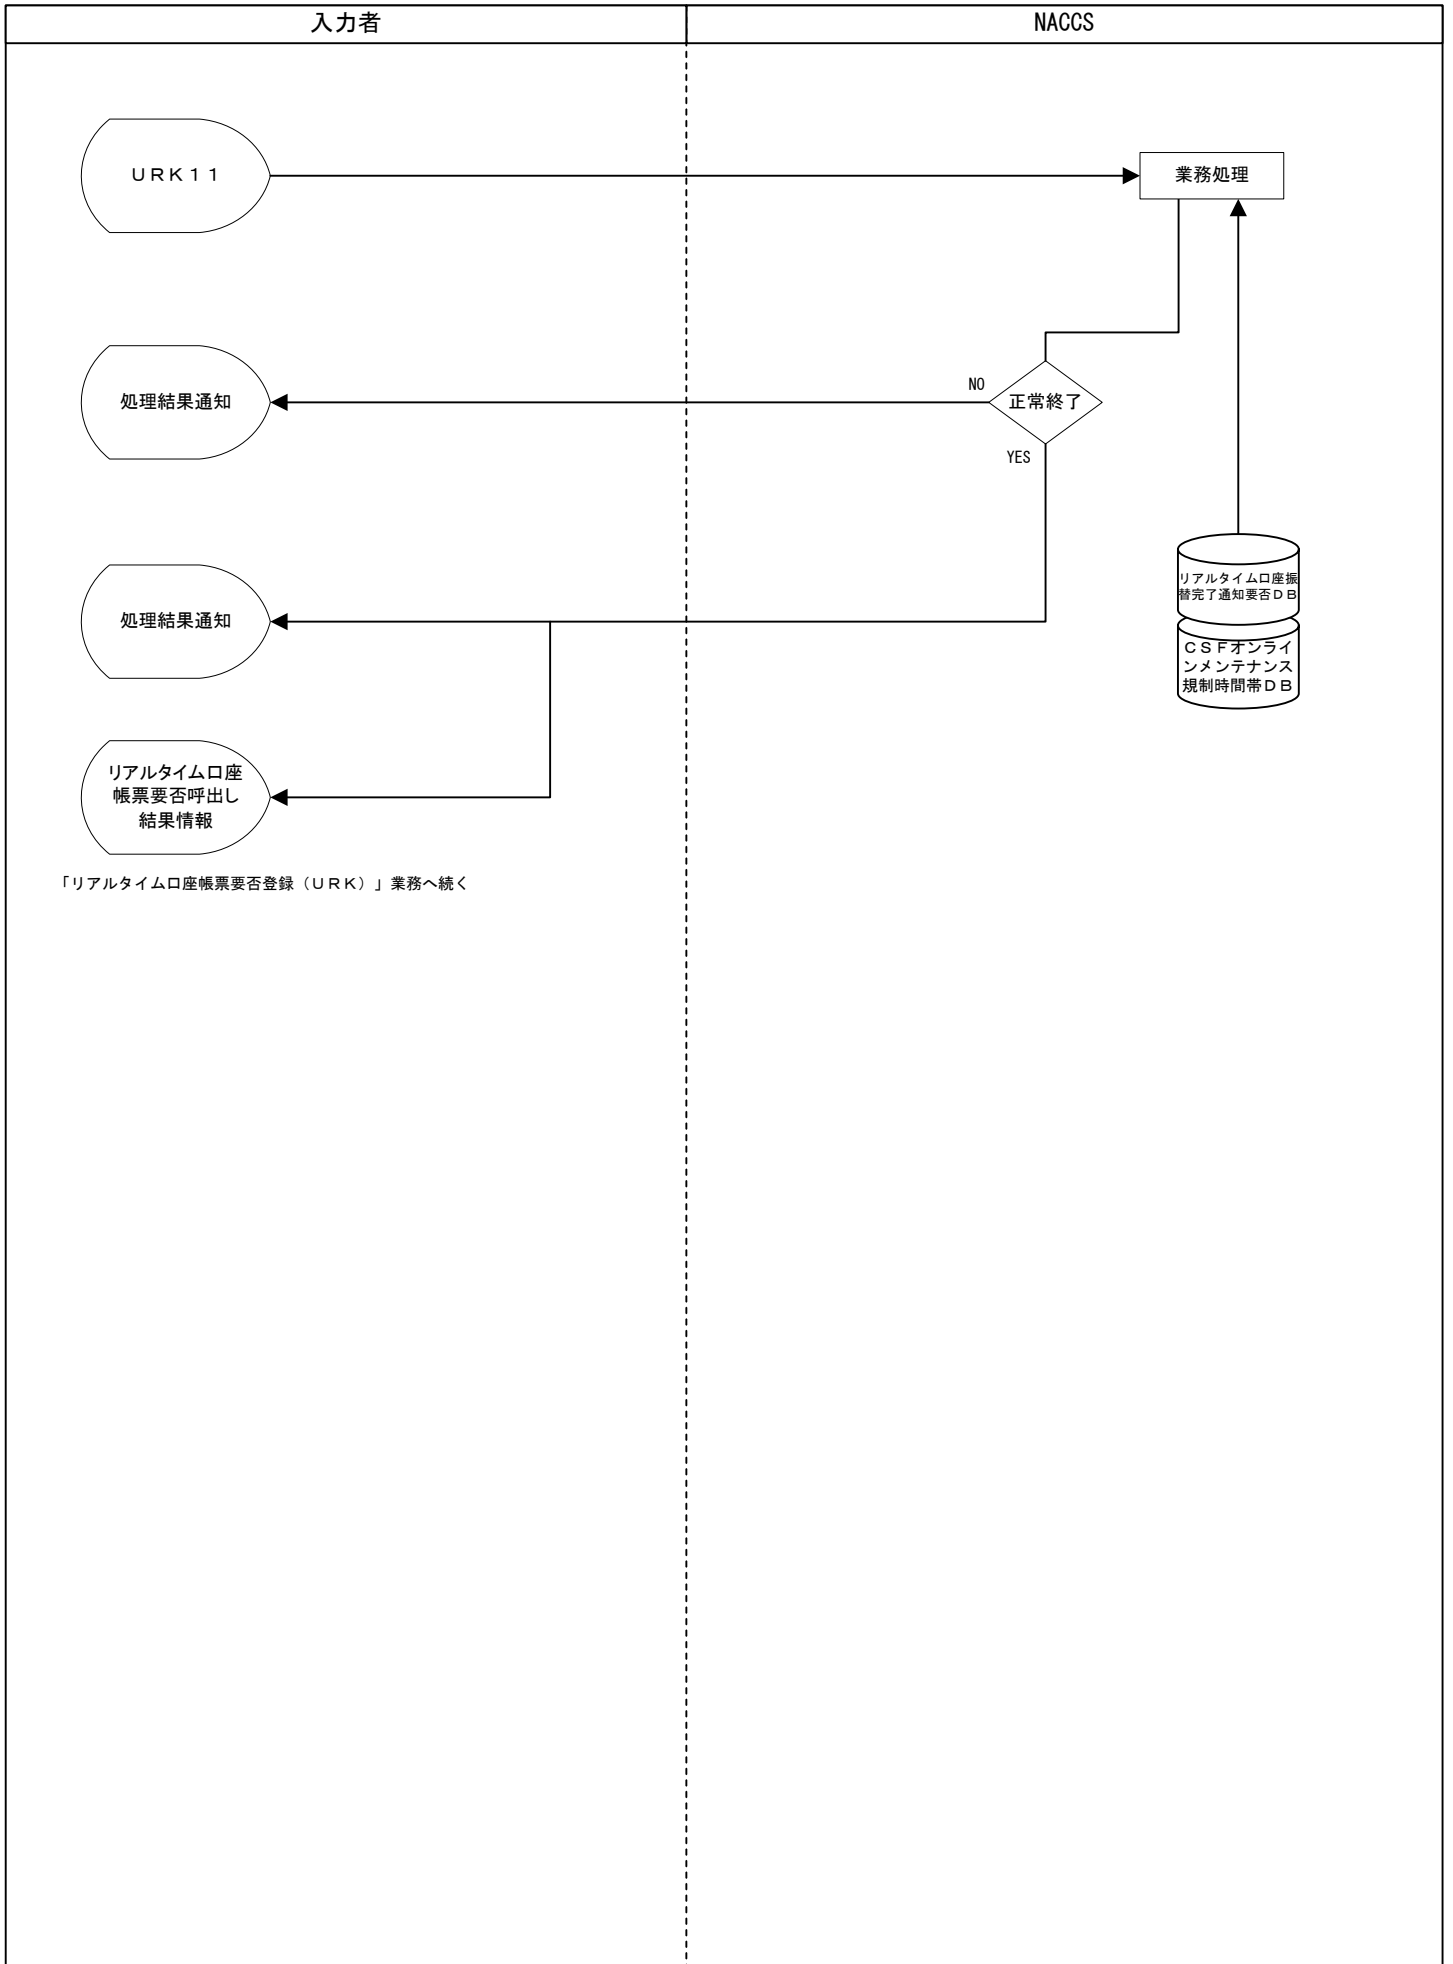 入力者
NACCS
ＵＲＫ１１
業務処理
処理結果通知
NO
正常終了
YES
処理結果通知
リアルタイム口座振
替完了通知要否ＤＢ
ＣＳＦオンライ
ンメンテナンス
規制時間帯ＤＢ
リアルタイム口座
帳票要否呼出し
結果情報
「リアルタイム口座帳票要否登録（ＵＲＫ）」業務へ続く